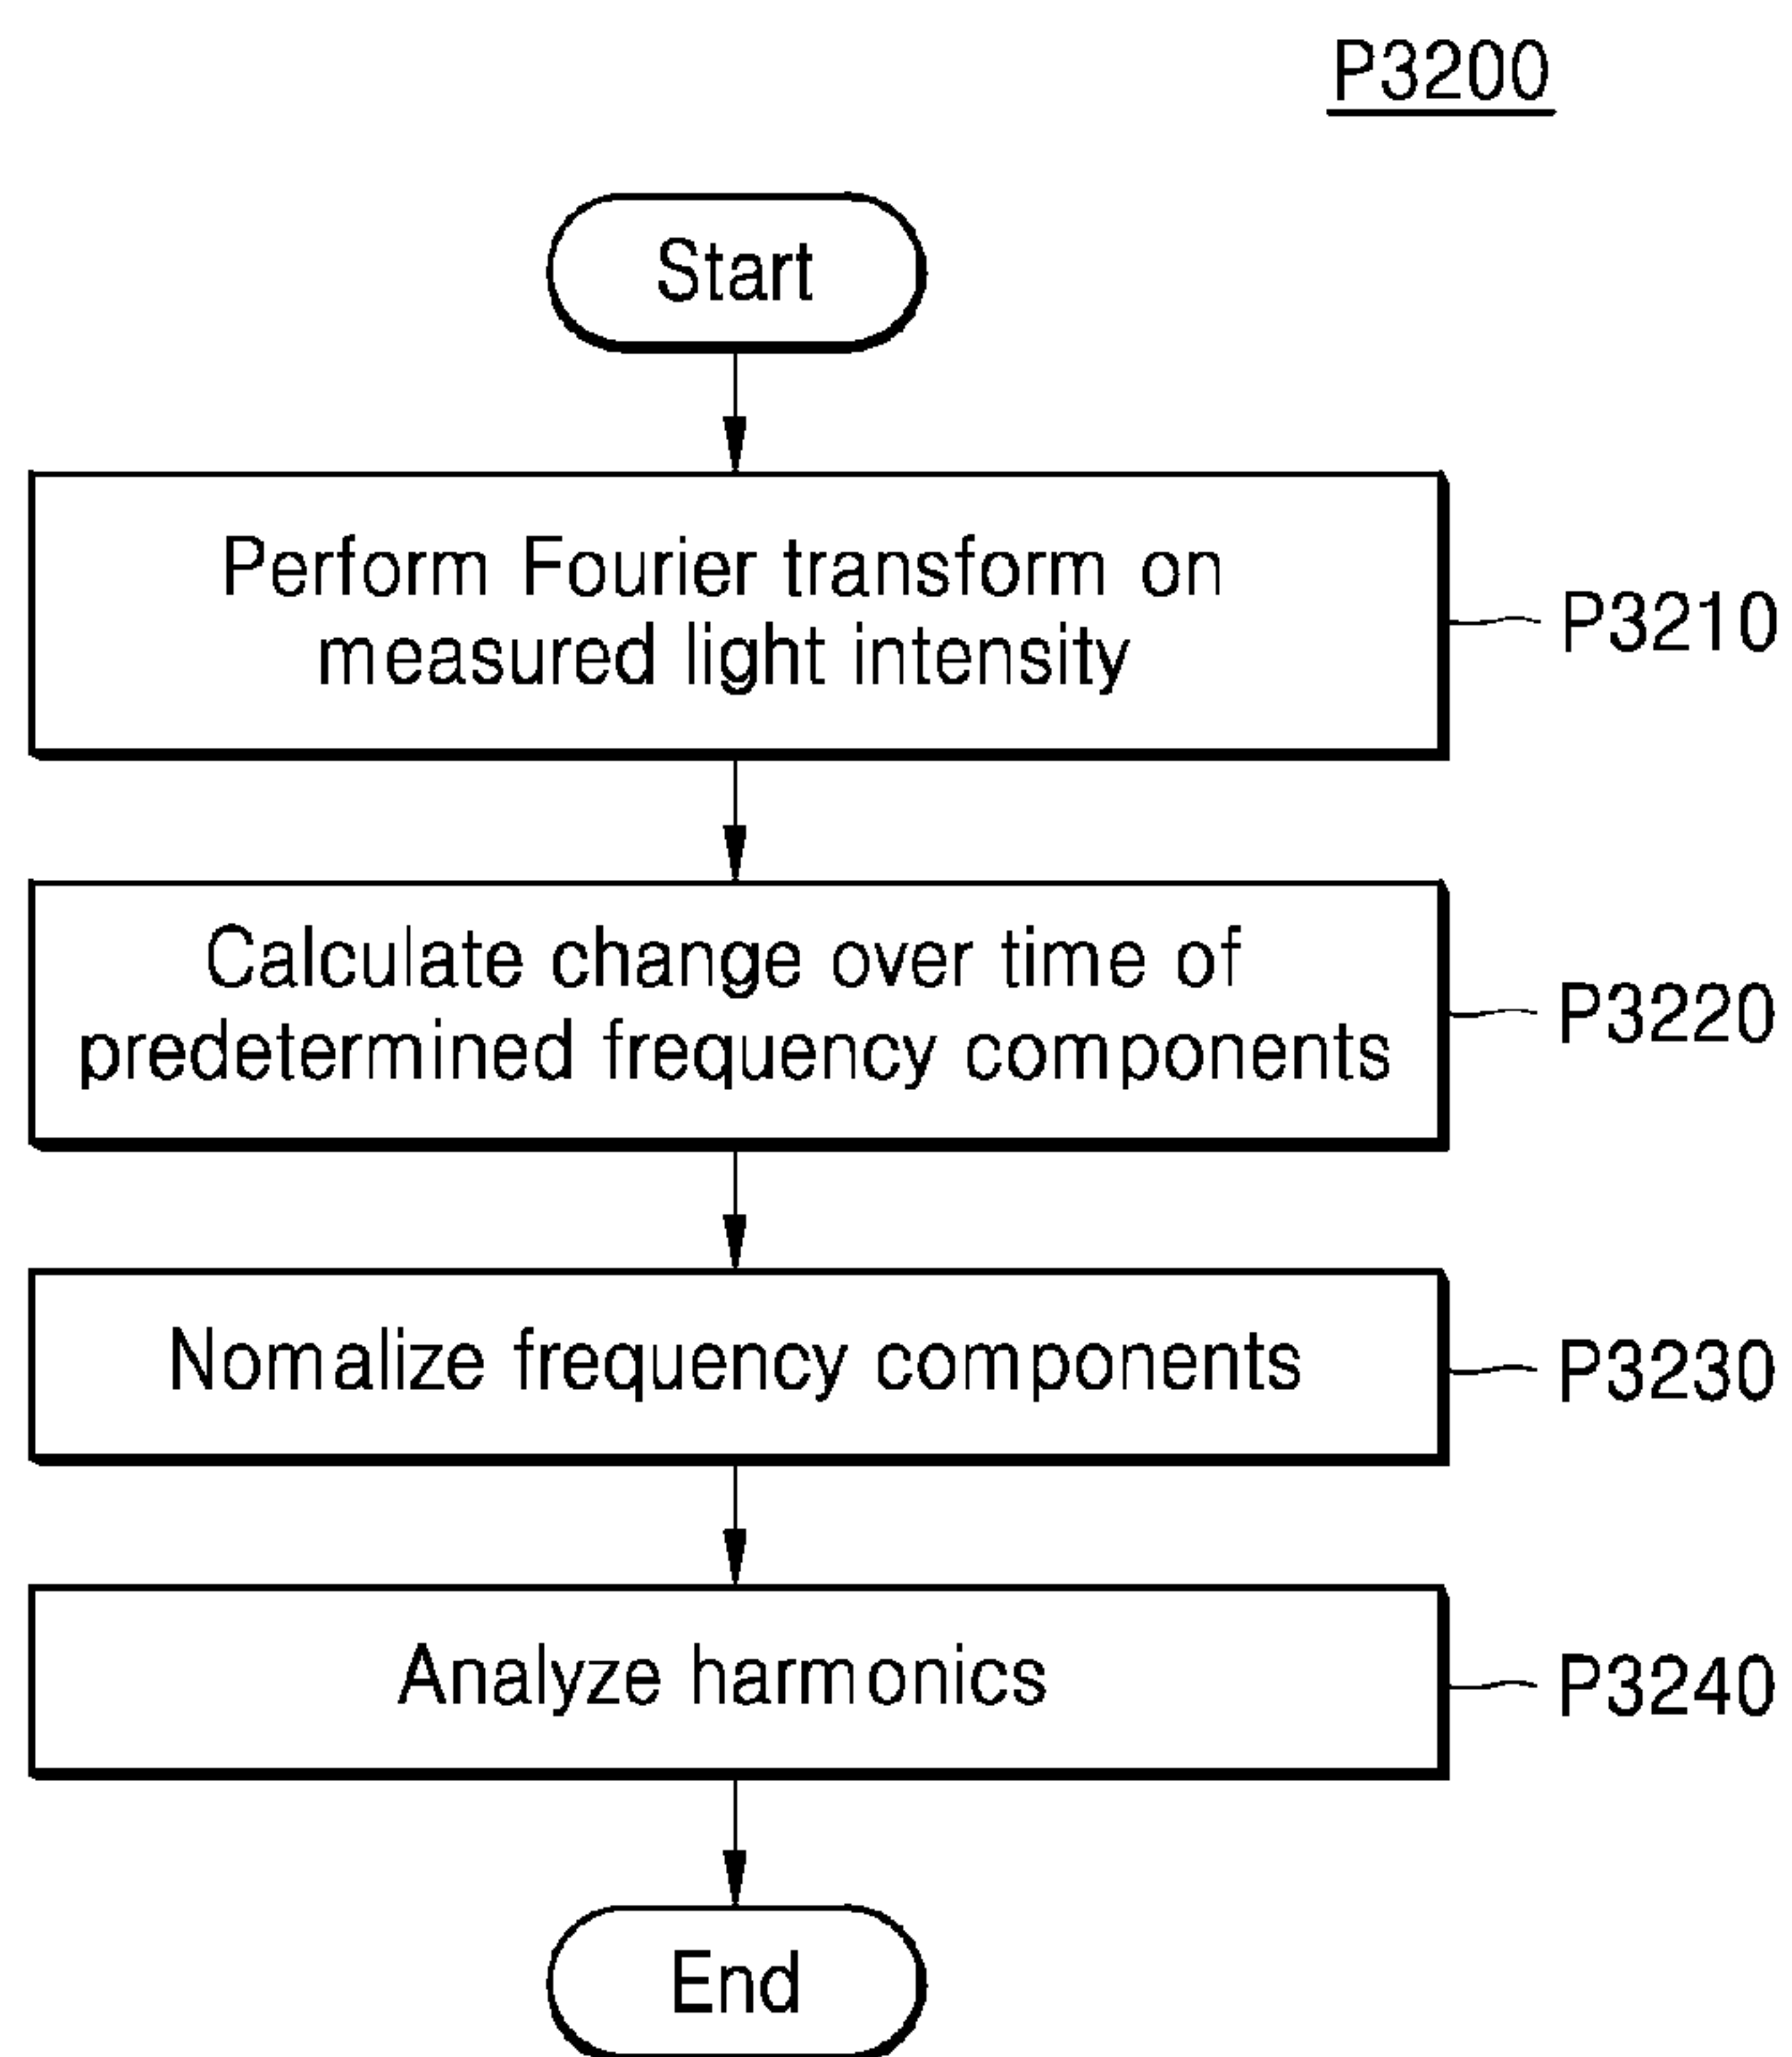 P3200
Start
Perform Fourier transform on
measured light intensity
P3210
Calculate change over time of
predetermined frequency components
P3220
Nomalize frequency components
P3230
Analyze harmonics
P3240
End